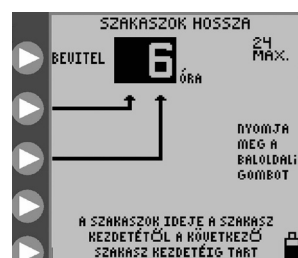 SZAKASZOK HOSSZA
BEVITEL 6 ÓRA
24
MAX.
NYOMJA
MEG A
BALOLDALI
GOMBOT
A SZAKASZOK IDEJE A SZAKASZ
KEZDETÉTŐL A KÖVETKEZŐ
SZAKASZ KEZDETÉIG TART